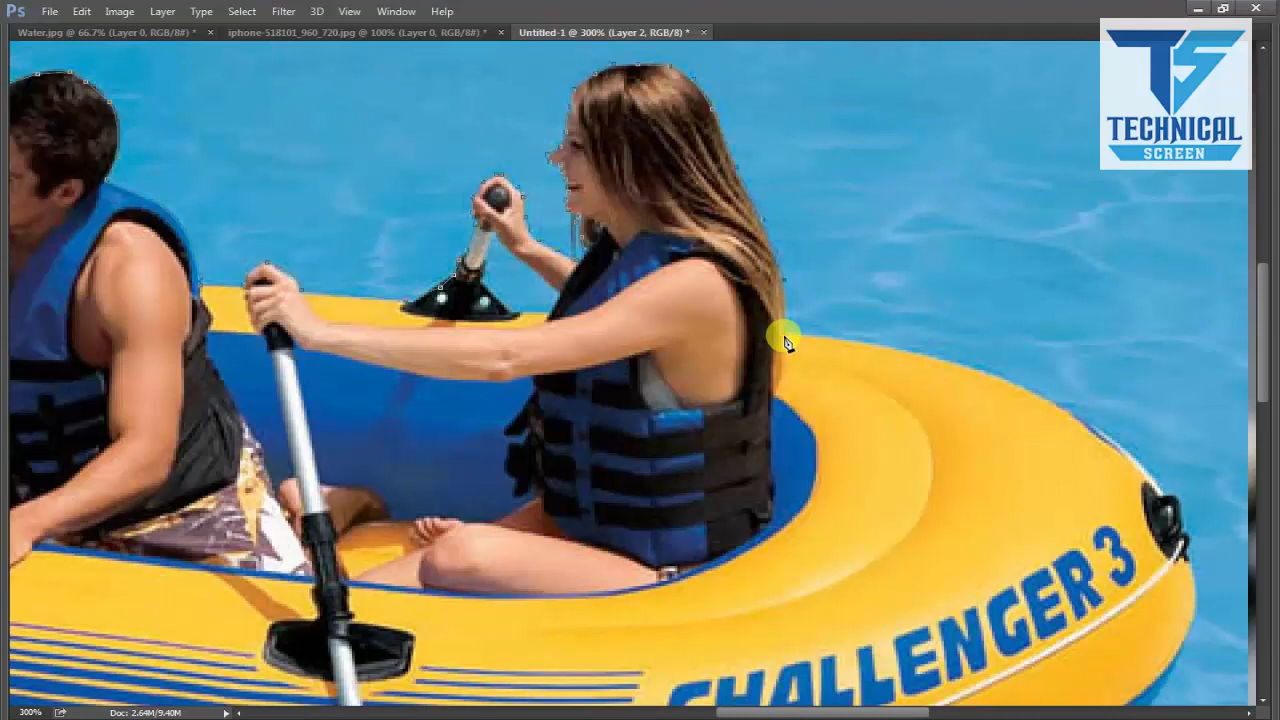 Ps File Edit Image Layer Type Select Filter 3D View Window Help
Water.jpg @ 66.7% (Layer 0, RGB/8#) * × iphone-518101_960_720.jpg @ 100% (Layer 0, RGB/8#) * × Untitled-1 @ 300% (Layer 2, RGB/8) * ×
TS
TECHNICAL
SCREEN
CHALLENGER 3
300% Doc: 2.64M/9.40M